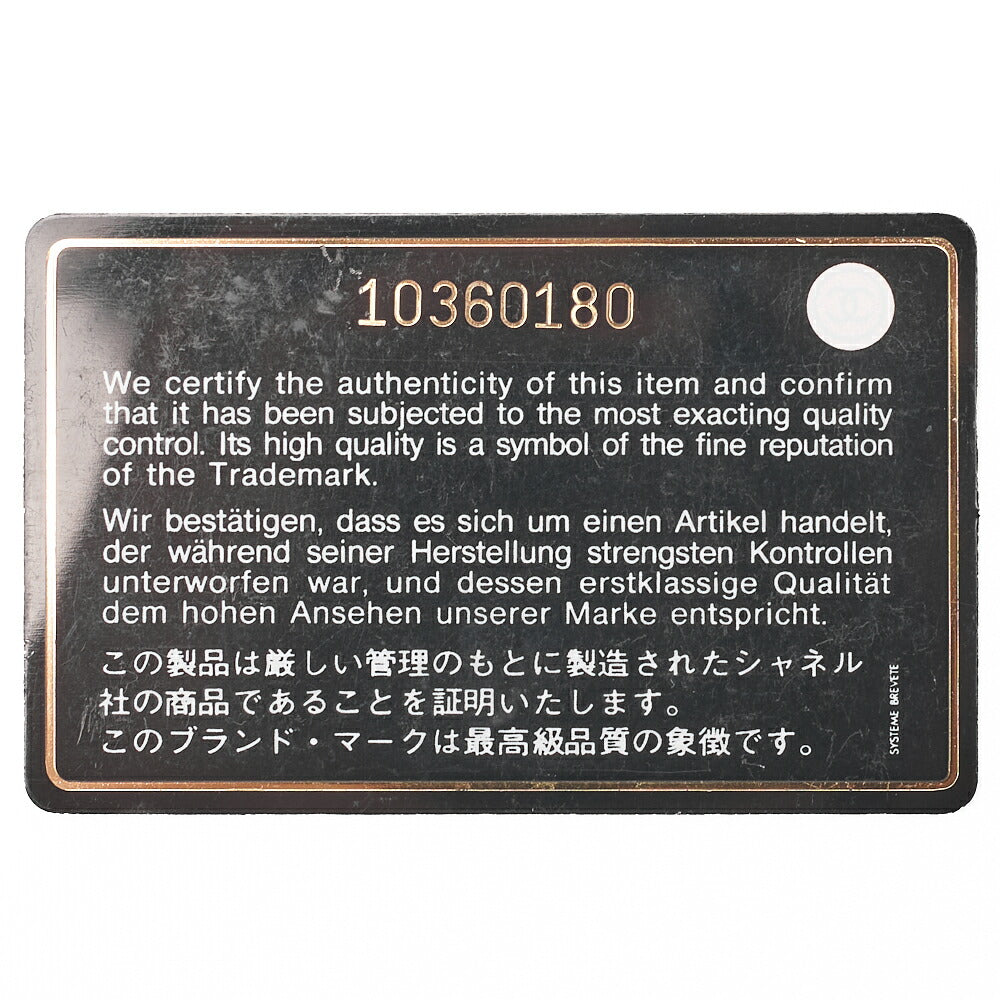 10360180
We certify the authenticity of this item and confirm
that it has been subjected to the most exacting quality
control. Its high quality is a symbol of the fine reputation
of the Trademark.
Wir bestätigen, dass es sich um einen Artikel handelt,
der während seiner Herstellung strengsten Kontrollen
unterworfen war, und dessen erstklassige Qualität
dem hohen Ansehen unserer Marke entspricht.
この製品は厳しい管理のもとに製造されたシャネル
社の商品であることを証明いたします。
このブランド・マークは最高級品質の象徴です。
SYSTEME BREVETE